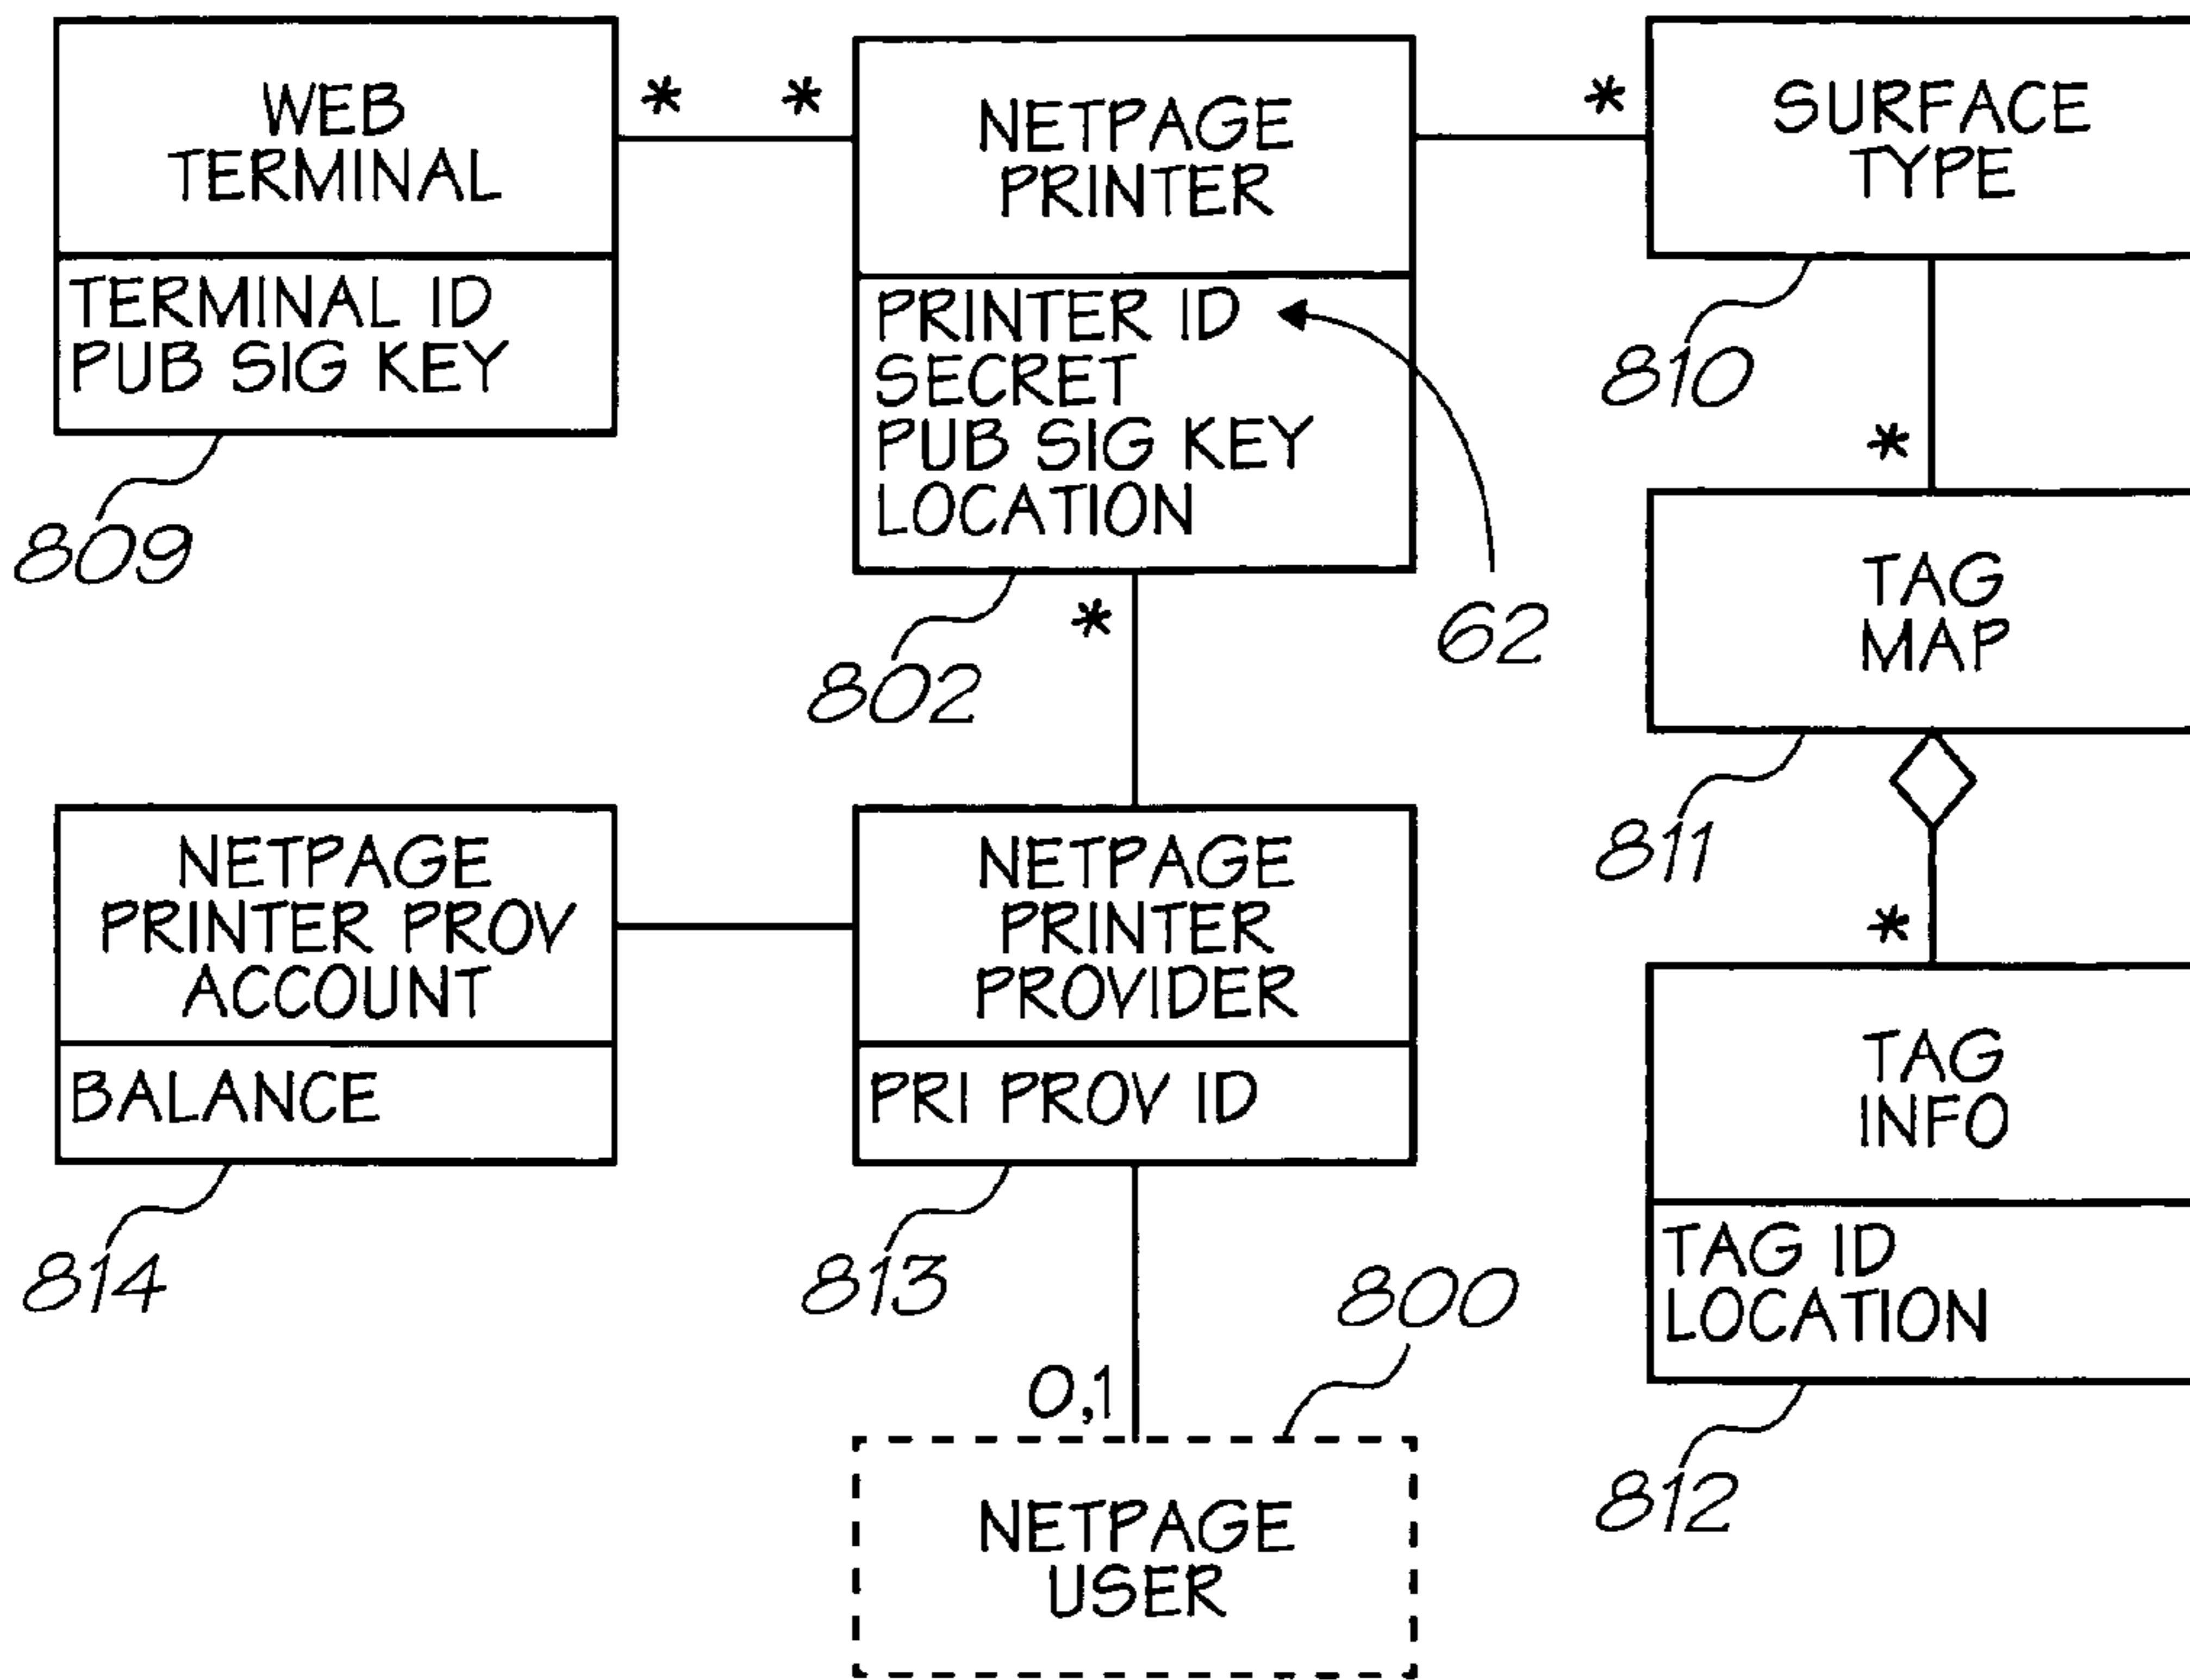 WEB
TERMINAL
TERMINAL ID
PUB SIG KEY
809
*
*
NETPAGE
PRINTER
PRINTER ID
SECRET
PUB SIG KEY
LOCATION
62
802
*
*
SURFACE
TYPE
810
*
TAG
MAP
811
*
TAG
INFO
TAG ID
LOCATION
812
NETPAGE
PRINTER PROV
ACCOUNT
BALANCE
814
NETPAGE
PRINTER
PROVIDER
PRI PROV ID
813
0,1
800
NETPAGE
USER